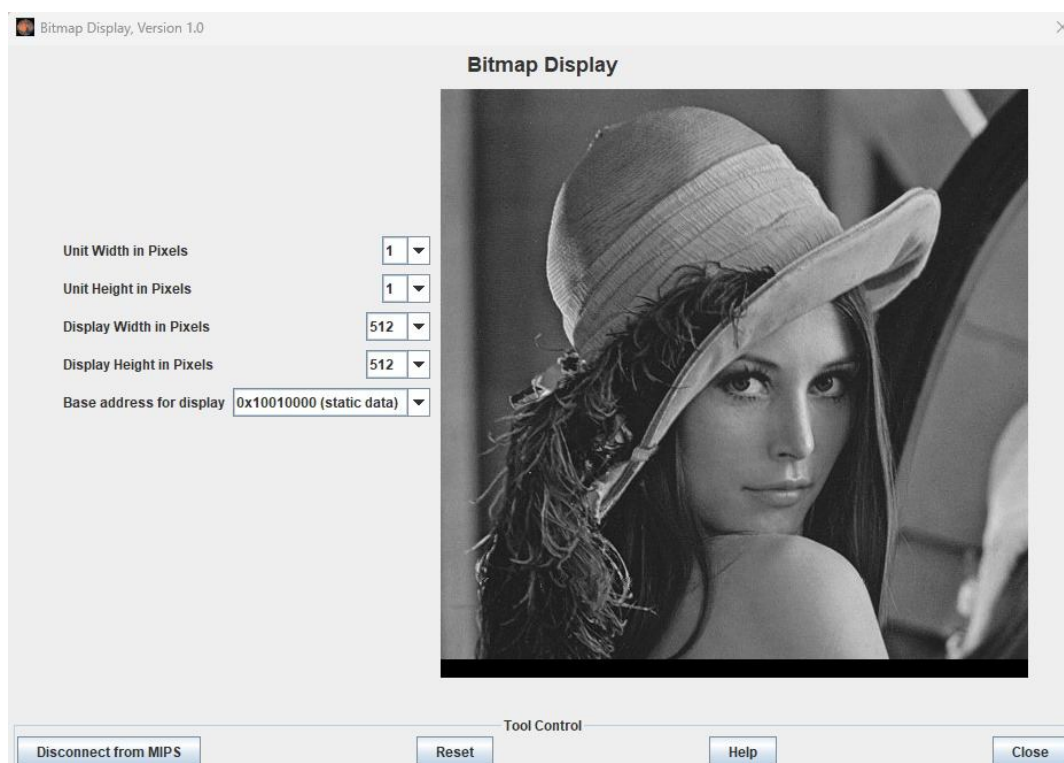 Bitmap Display, Version 1.0
Bitmap Display
Unit Width in Pixels 1
Unit Height in Pixels 1
Display Width in Pixels 512
Display Height in Pixels 512
Base address for display 0x10010000 (static data)
Tool Control
Disconnect from MIPS Reset Help Close